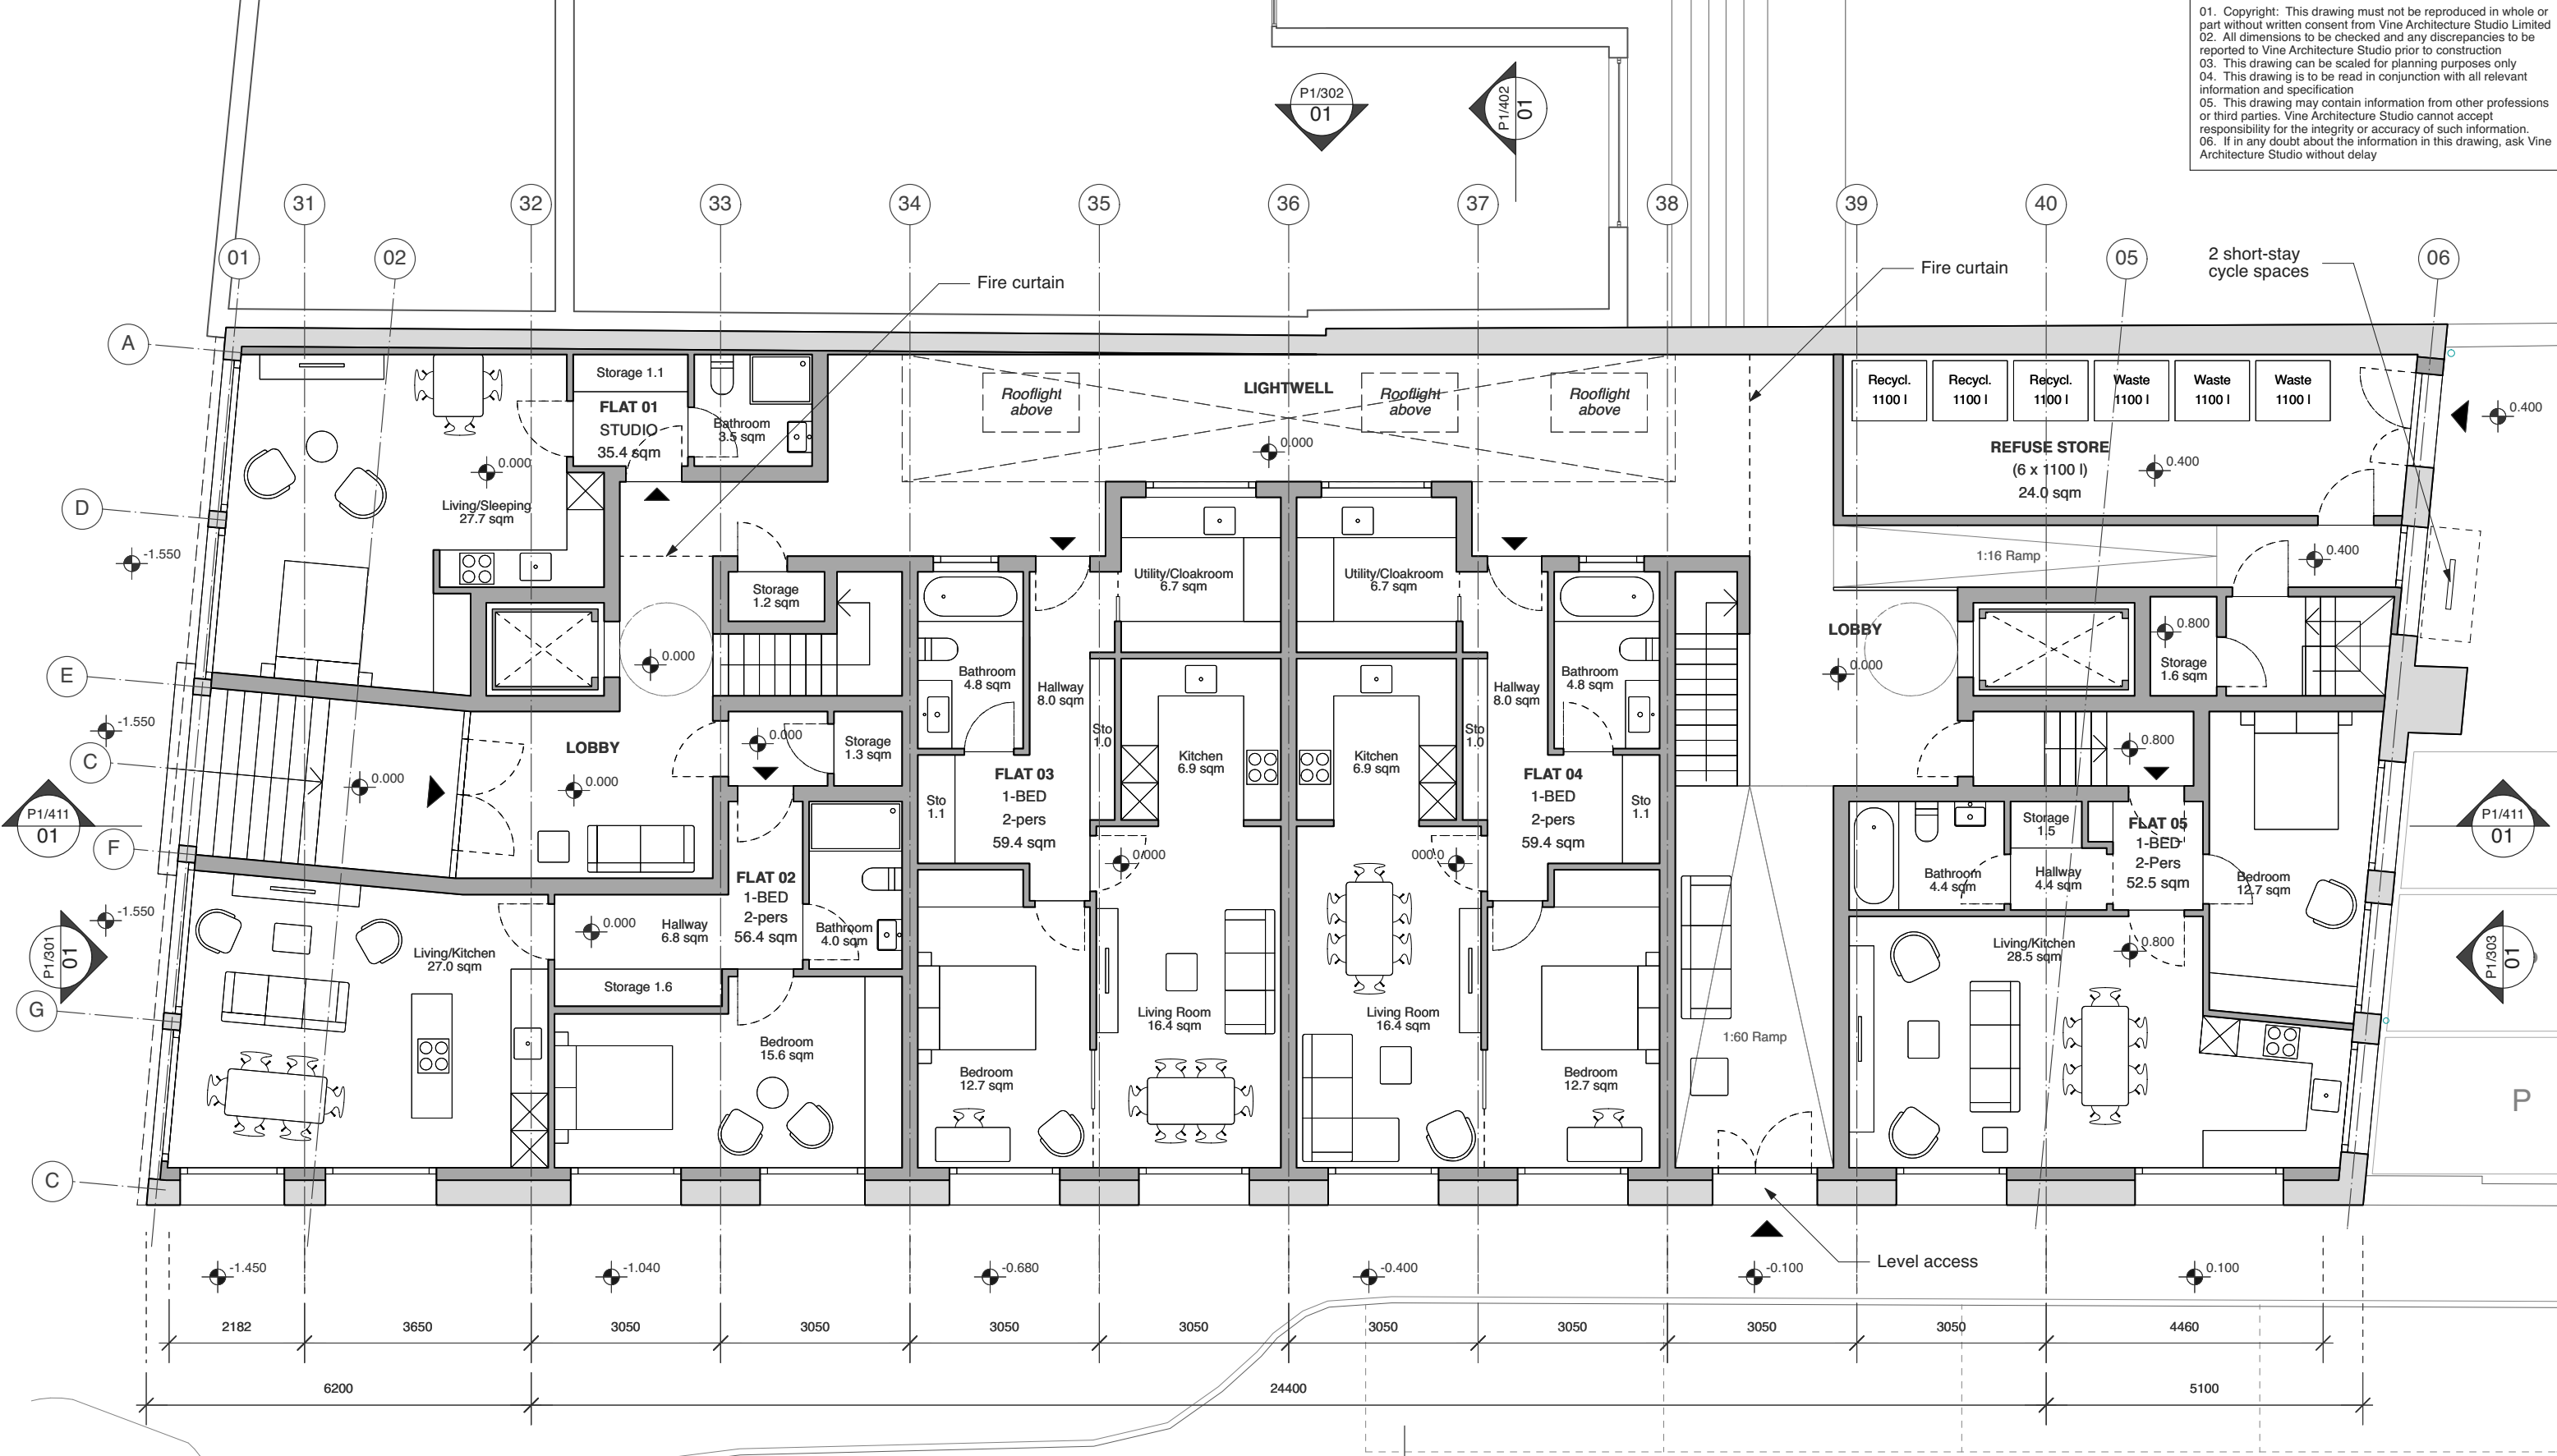 01. Copyright: This drawing must not be reproduced in whole or
part without written consent from Vine Architecture Studio Limited
02. All dimensions to be checked and any discrepancies to be
reported to Vine Architecture Studio prior to construction
03. This drawing can be scaled for planning purposes only
04. This drawing is to be read in conjunction with all relevant
information and specification
05. This drawing may contain information from other professions
or third parties. Vine Architecture Studio cannot accept
responsibility for the integrity or accuracy of such information.
06. If in any doubt about the information in this drawing, ask Vine
Architecture Studio without delay
P1/302
01
P1/402
01
31
32
33
34
35
36
37
38
39
40
01
02
05
06
Fire curtain
Fire curtain
2 short-stay
cycle spaces
A
D
E
C
F
G
C
-1.550
-1.550
-1.550
P1/411
01
P1/301
01
Storage 1.1
FLAT 01
STUDIO
35.4 sqm
Bathroom
3.5 sqm
0.000
Living/Sleeping
27.7 sqm
Rooflight
above
LIGHTWELL
0.000
Rooflight
above
Rooflight
above
Recycl.
1100 l
Recycl.
1100 l
Recycl.
1100 l
Waste
1100 l
Waste
1100 l
Waste
1100 l
REFUSE STORE
(6 x 1100 l)
24.0 sqm
0.400
0.400
0.400
1:16 Ramp
Storage
1.2 sqm
0.000
Utility/Cloakroom
6.7 sqm
Utility/Cloakroom
6.7 sqm
LOBBY
0.000
0.800
Storage
1.6 sqm
Bathroom
4.8 sqm
Hallway
8.0 sqm
Sto
1.0
Kitchen
6.9 sqm
Kitchen
6.9 sqm
Sto
1.0
Hallway
8.0 sqm
Bathroom
4.8 sqm
0.000
LOBBY
0.000
0.000
Storage
1.3 sqm
Sto
1.1
FLAT 03
1-BED
2-pers
59.4 sqm
0.000
000.0
FLAT 04
1-BED
2-pers
59.4 sqm
Sto
1.1
0.800
Storage
1.5
FLAT 05
1-BED
2-Pers
52.5 sqm
Bathroom
4.4 sqm
Hallway
4.4 sqm
Bedroom
12.7 sqm
P1/411
01
P1/303
01
FLAT 02
1-BED
2-pers
56.4 sqm
0.000
Hallway
6.8 sqm
Bathroom
4.0 sqm
Living/Kitchen
27.0 sqm
Storage 1.6
Bedroom
15.6 sqm
Living Room
16.4 sqm
Bedroom
12.7 sqm
Living Room
16.4 sqm
Bedroom
12.7 sqm
1:60 Ramp
Living/Kitchen
28.5 sqm
0.800
P
Level access
-1.450
-1.040
-0.680
-0.400
-0.100
0.100
2182
3650
3050
3050
3050
3050
3050
3050
3050
3050
4460
6200
24400
5100